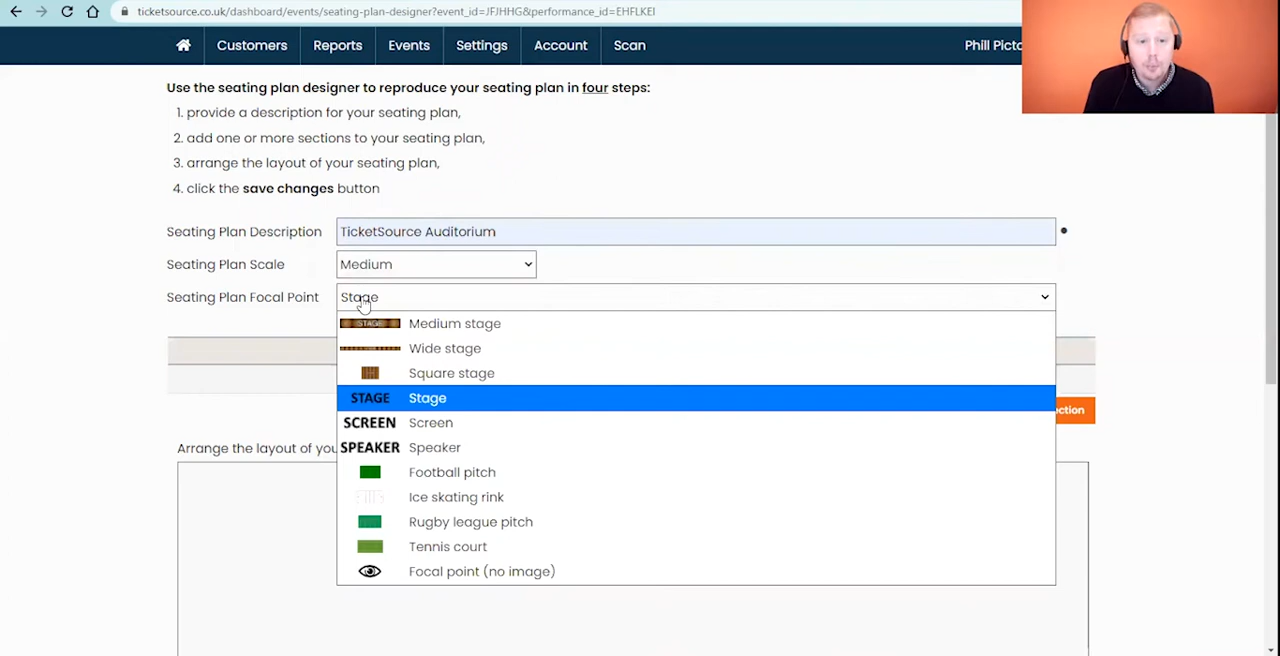 ticketsource.co.uk/dashboard/events/seating-plan-designer?event_id=JFJHHG&performance_id=EHFLKEI
Customers Reports Events Settings Account Scan Phill Picto
Use the seating plan designer to reproduce your seating plan in four steps:
1. provide a description for your seating plan,
2. add one or more sections to your seating plan,
3. arrange the layout of your seating plan,
4. click the save changes button
Seating Plan Description TicketSource Auditorium
Seating Plan Scale Medium
Seating Plan Focal Point Stage
STAGE Medium stage
Wide stage
Square stage
STAGE Stage
SCREEN Screen
SPEAKER Speaker
Football pitch
Ice skating rink
Rugby league pitch
Tennis court
Focal point (no image)
ection
Arrange the layout of you